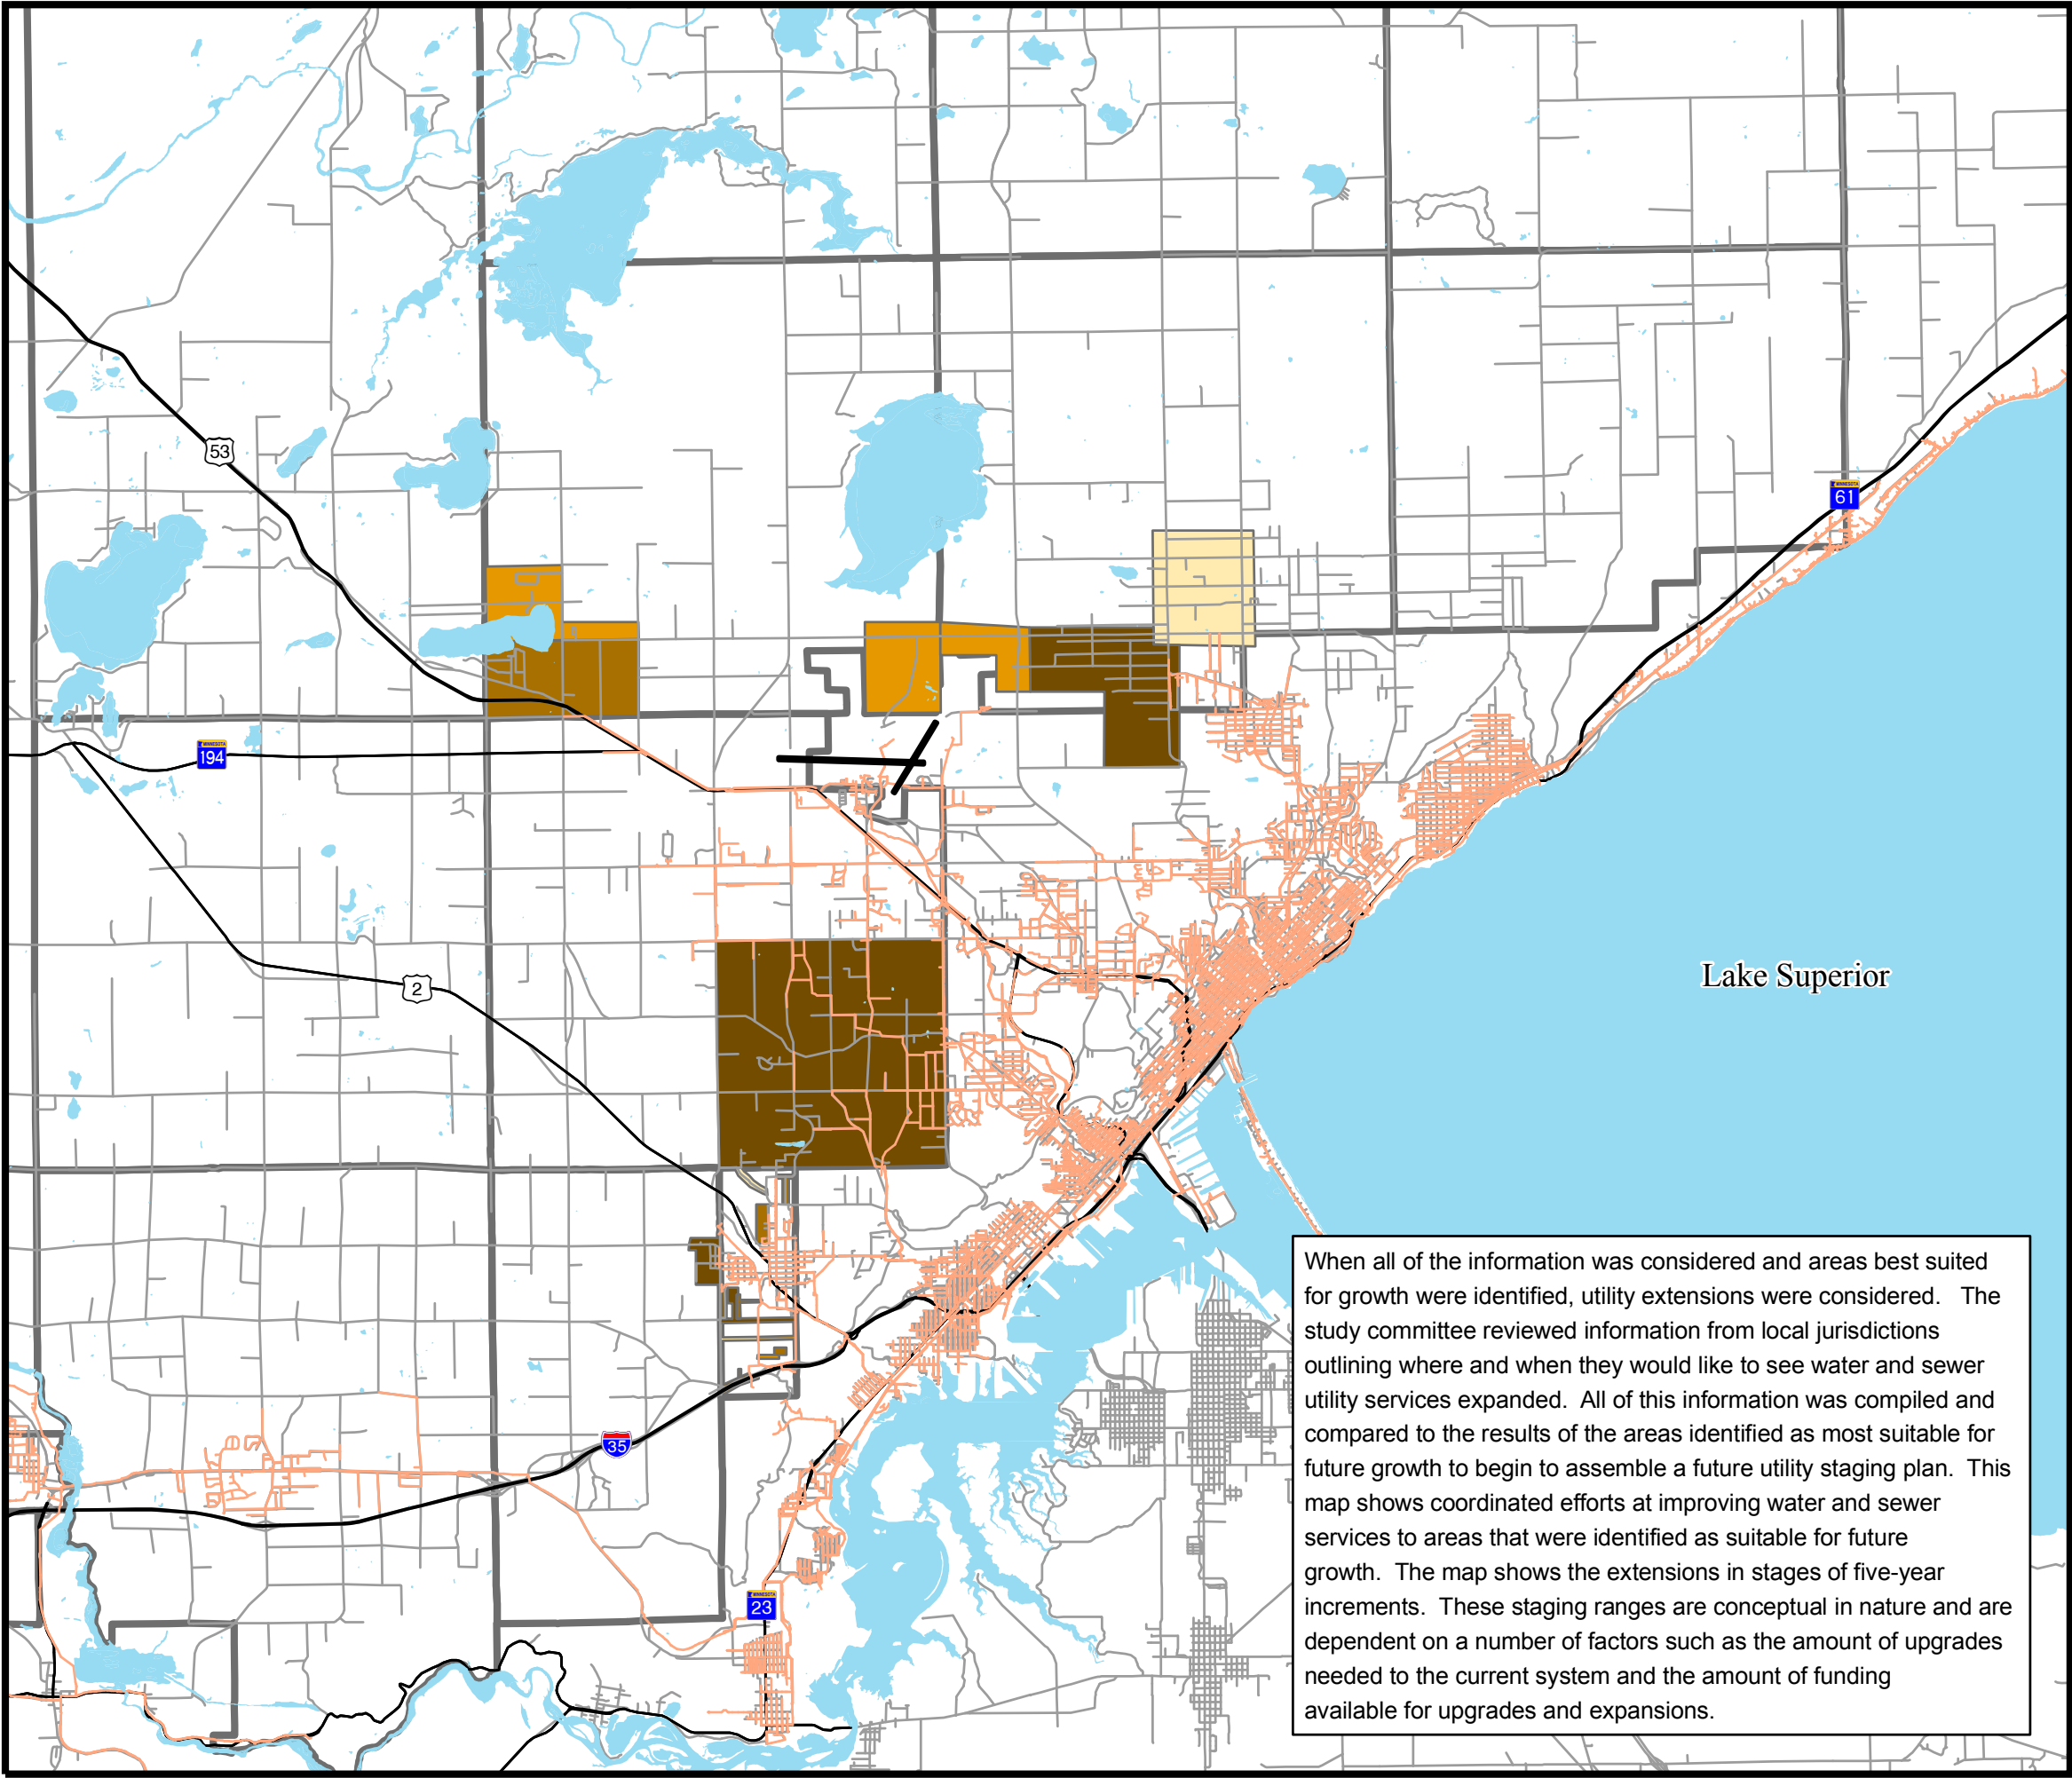 53
MINNESOTA
61
MINNESOTA
194
2
Lake Superior
When all of the information was considered and areas best suited
for growth were identified, utility extensions were considered.   The
study committee reviewed information from local jurisdictions
outlining where and when they would like to see water and sewer
utility services expanded.  All of this information was compiled and
compared to the results of the areas identified as most suitable for
future growth to begin to assemble a future utility staging plan.  This
map shows coordinated efforts at improving water and sewer
services to areas that were identified as suitable for future
growth.  The map shows the extensions in stages of five-year
increments.  These staging ranges are conceptual in nature and are
dependent on a number of factors such as the amount of upgrades
needed to the current system and the amount of funding
available for upgrades and expansions.
35
MINNESOTA
23